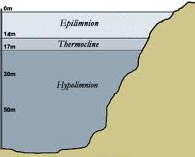 0m
Epilimnion
14m
Thermocline
17m
30m
Hypolimnion
50m